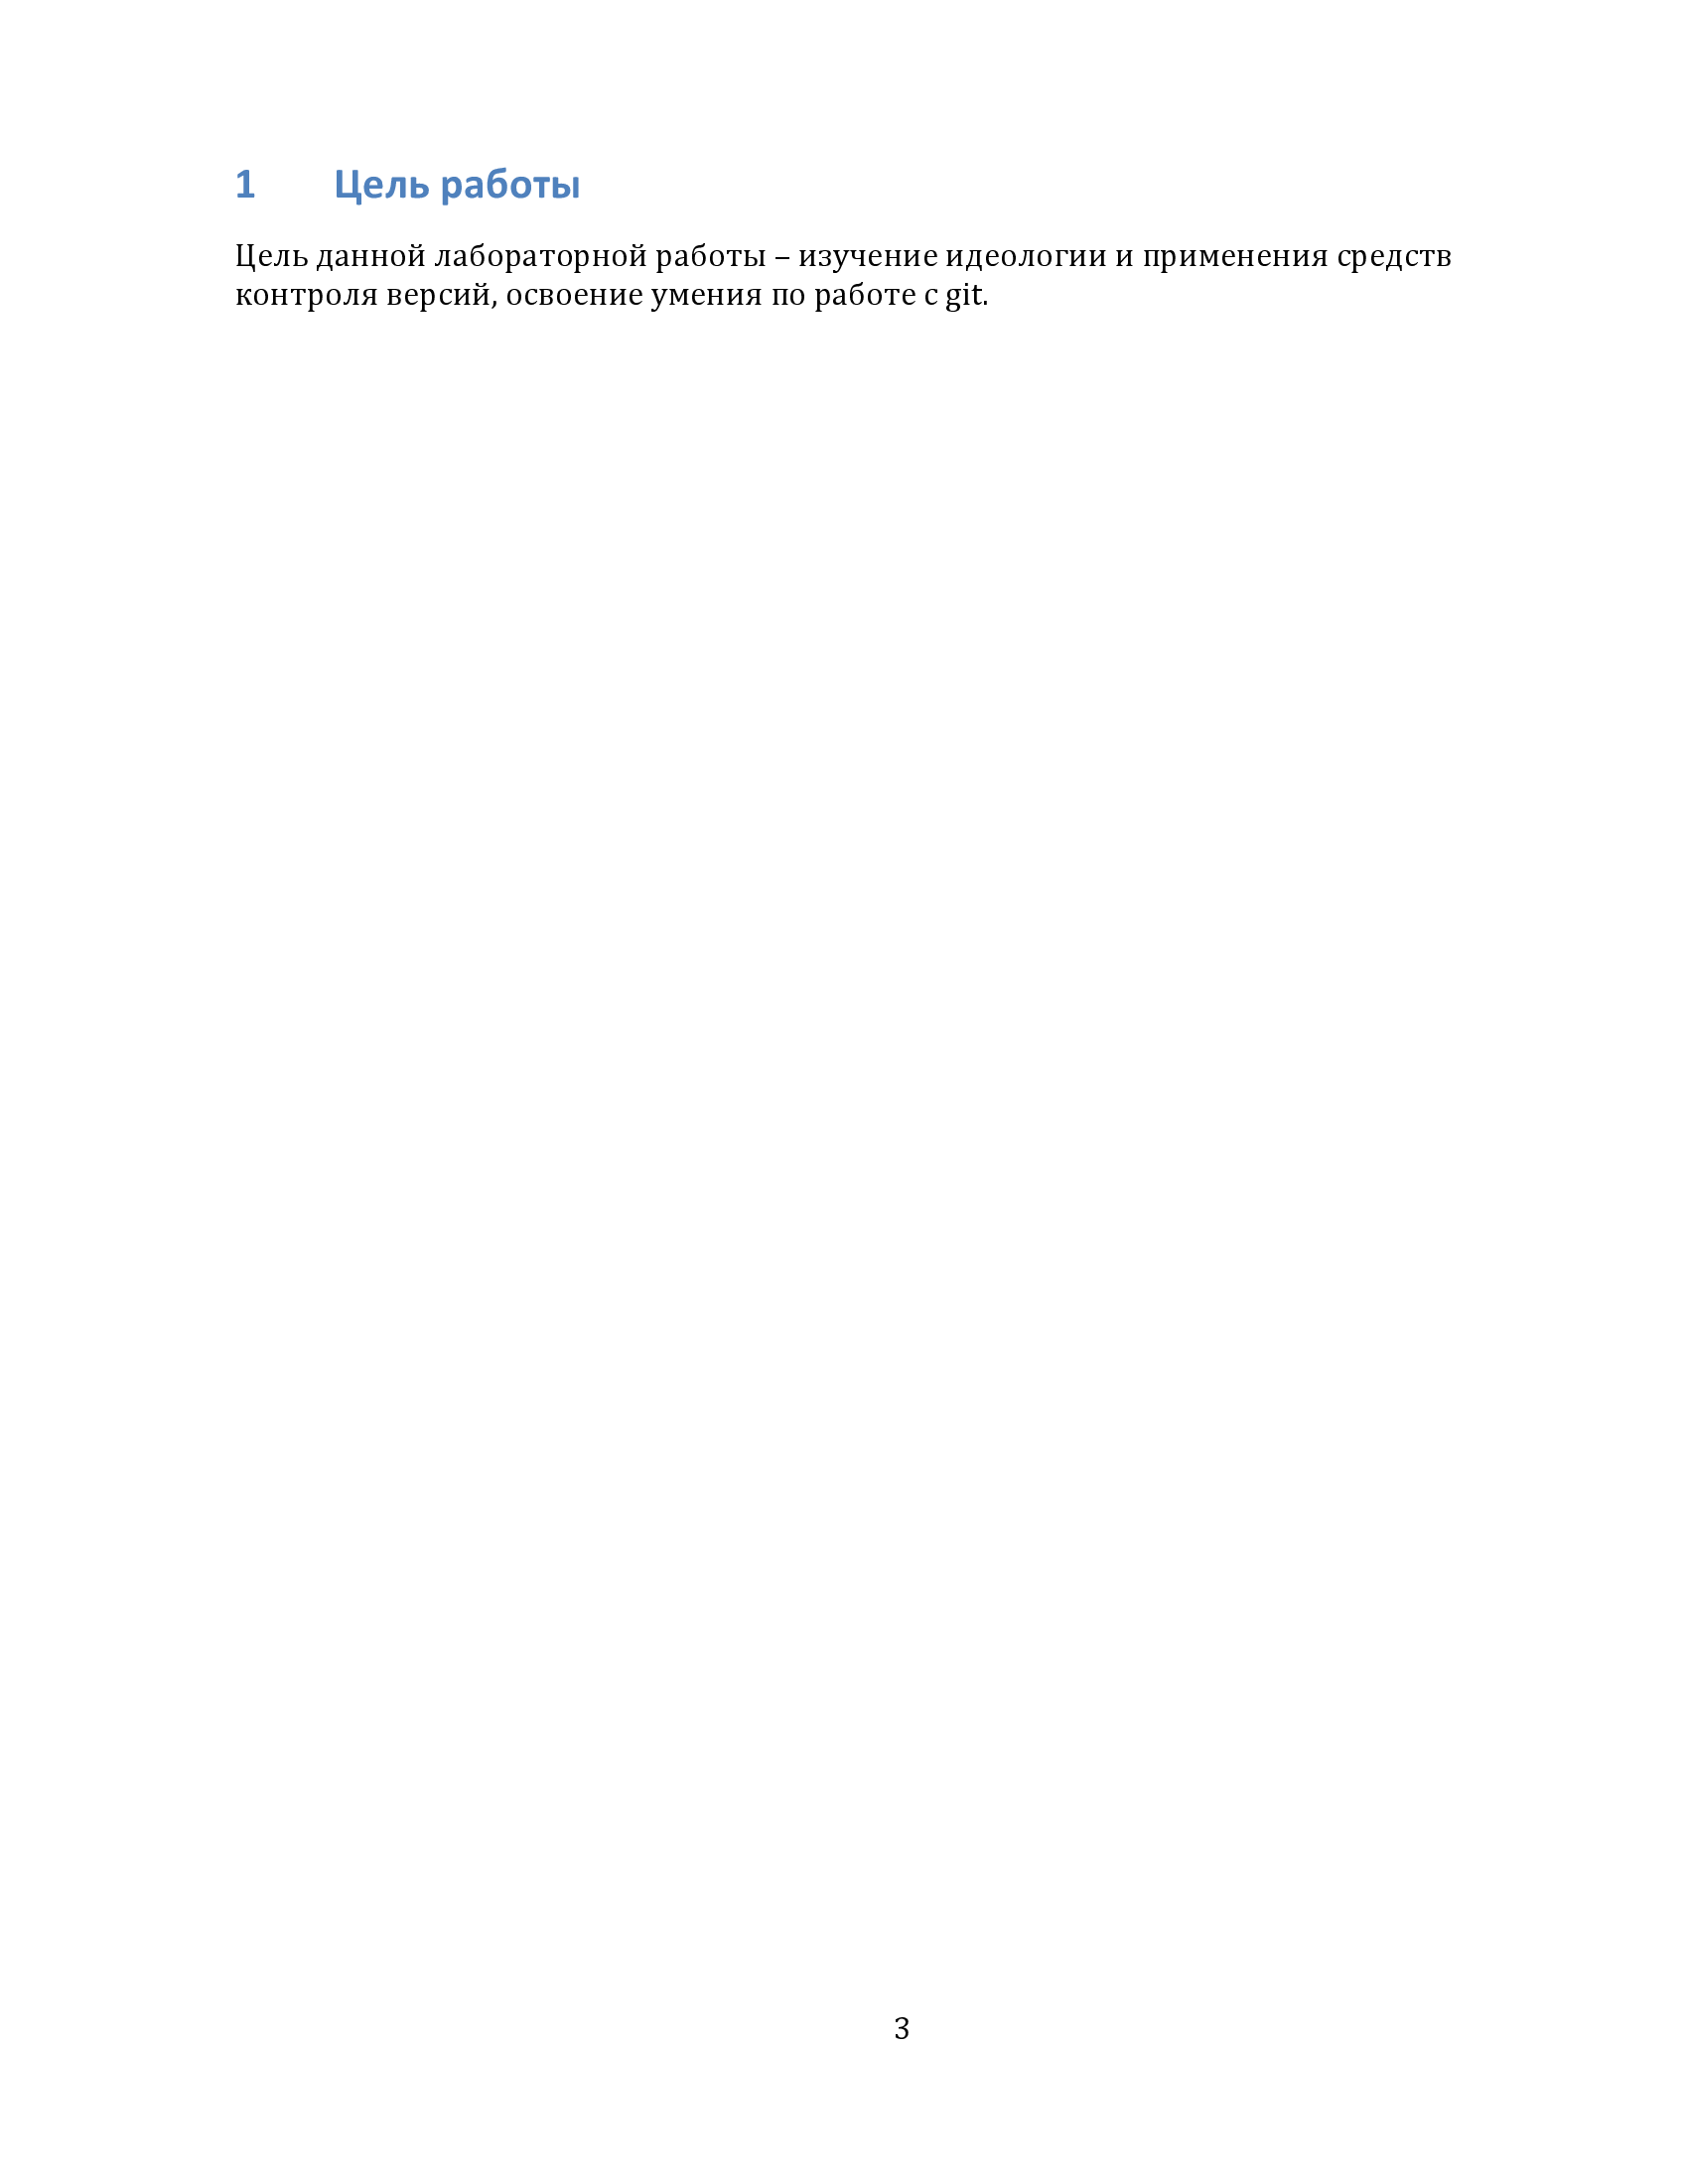 1 Цель работы
Цель данной лабораторной работы – изучение идеологии и применения средств
контроля версий, освоение умения по работе с git.
3